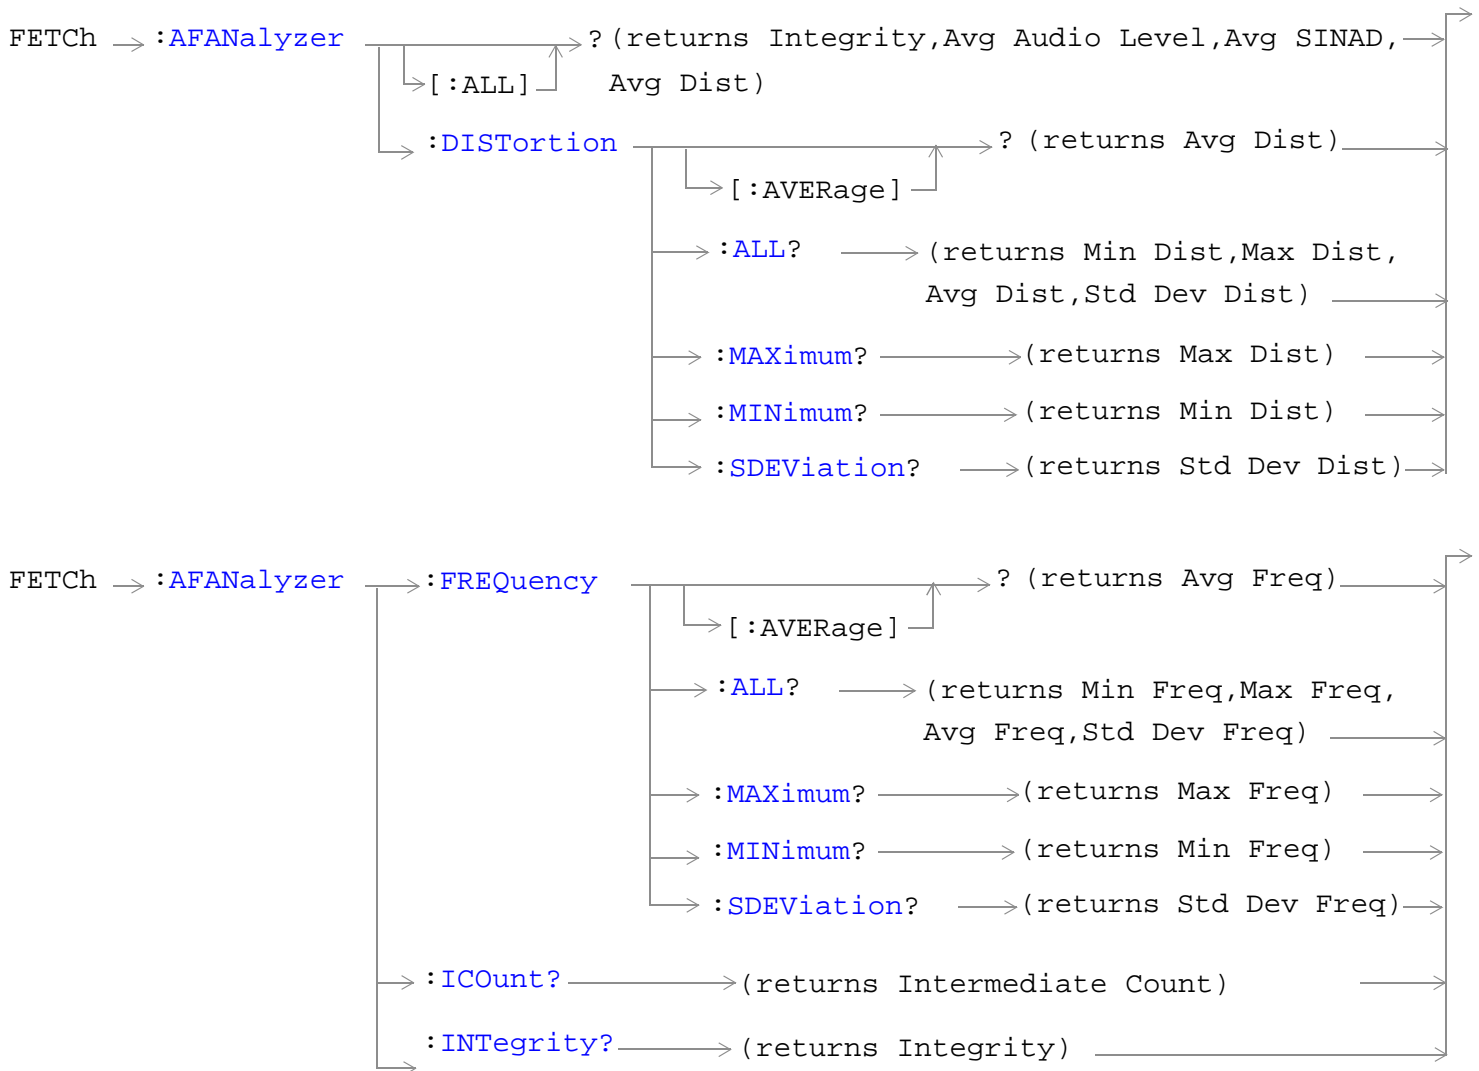 FETCh :AFANalyzer ? (returns Integrity,Avg Audio Level,Avg SINAD,
[:ALL] Avg Dist)
:DISTortion ? (returns Avg Dist)
[:AVERage]
:ALL? (returns Min Dist,Max Dist,
Avg Dist,Std Dev Dist)
:MAXimum? (returns Max Dist)
:MINimum? (returns Min Dist)
:SDEViation? (returns Std Dev Dist)
FETCh :AFANalyzer :FREQuency ? (returns Avg Freq)
[:AVERage]
:ALL? (returns Min Freq,Max Freq,
Avg Freq,Std Dev Freq)
:MAXimum? (returns Max Freq)
:MINimum? (returns Min Freq)
:SDEViation? (returns Std Dev Freq)
:ICOunt? (returns Intermediate Count)
:INTegrity? (returns Integrity)